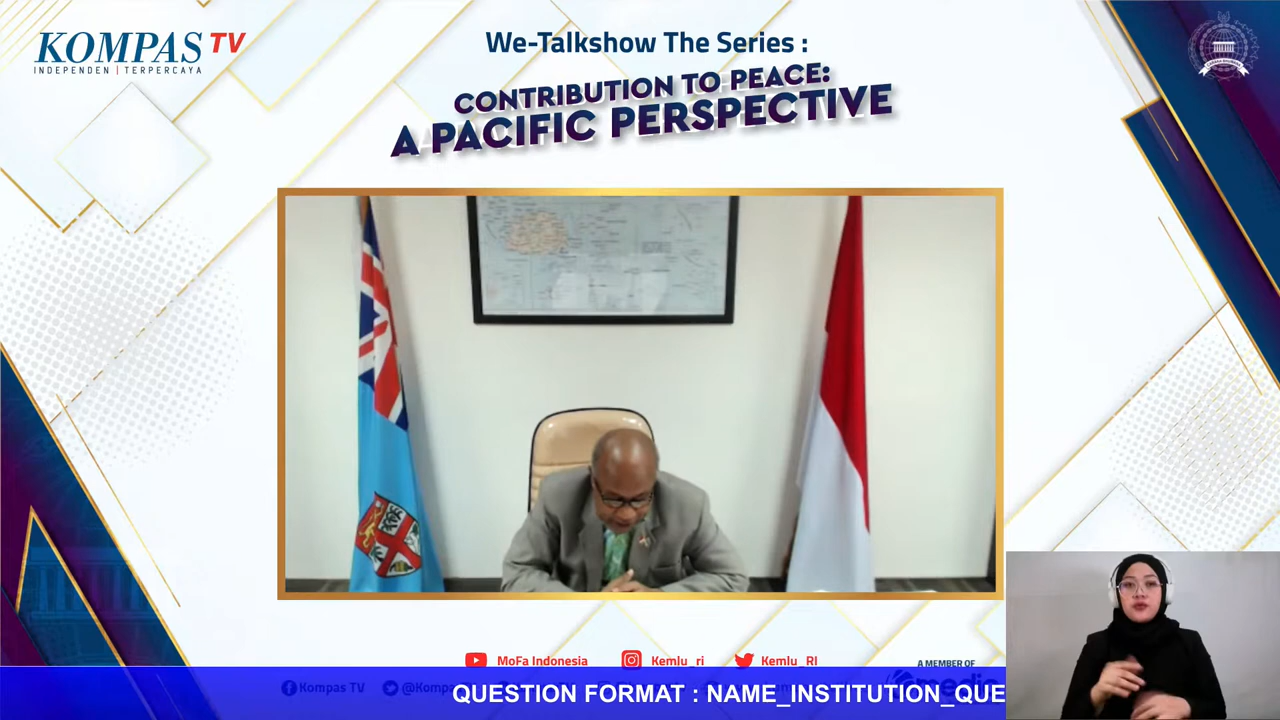 KOMPAS TV
INDEPENDEN | TERPERCAYA
We-Talkshow The Series :
CONTRIBUTION TO PEACE:
A PACIFIC PERSPECTIVE
MoFa Indonesia
Kemlu_ri
Kemlu_RI
A MEMBER OF
Kompas TV
QUESTION FORMAT : NAME_INSTITUTION_QUE